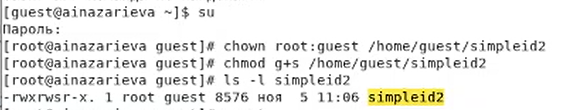 [guest@ainazarieva ~]$ su
Пароль:
[root@ainazarieva guest]# chown root:guest /home/guest/simpleid2
[root@ainazarieva guest]# chmod g+s /home/guest/simpleid2
[root@ainazarieva guest]# ls -l simpleid2
-rwxrwsr-x. 1 root guest 8576 ноя  5 11:06 simpleid2